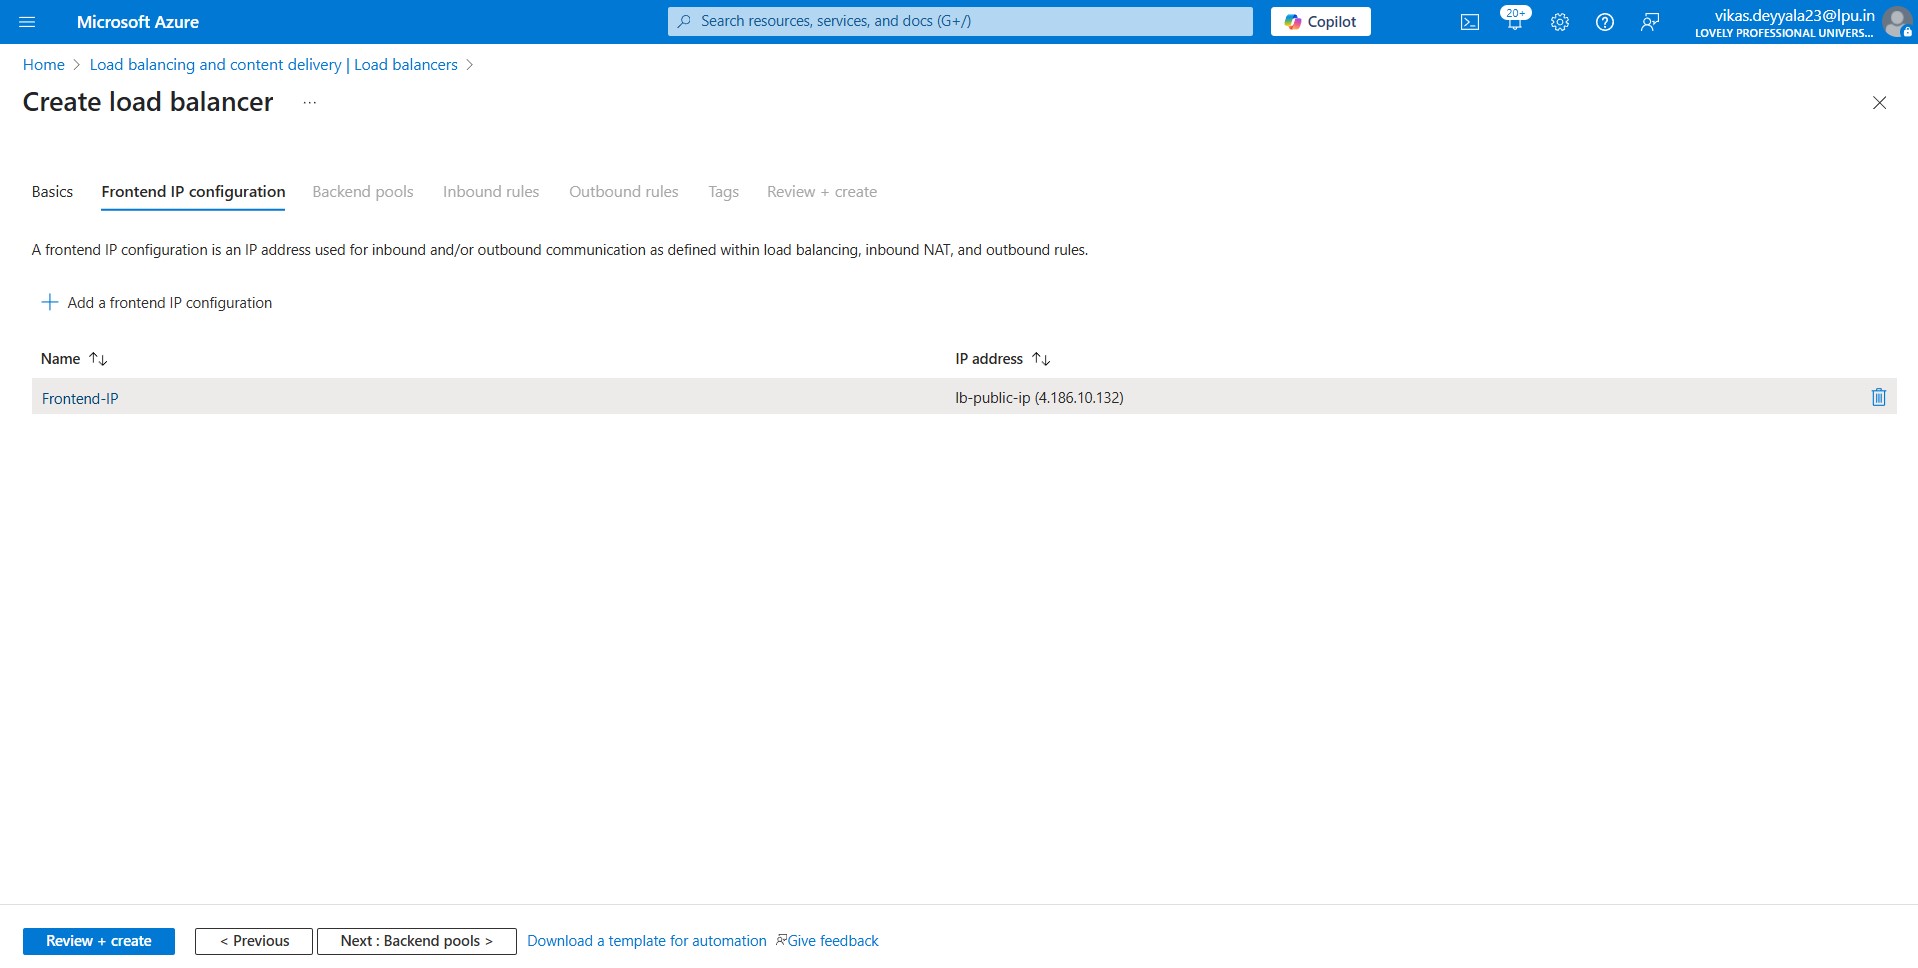 Microsoft Azure
Search resources, services, and docs (G+/)
Copilot
20+
vikas.deyyala23@lpu.in
LOVELY PROFESSIONAL UNIVERS...
Home > Load balancing and content delivery | Load balancers >
Create load balancer ...
Basics Frontend IP configuration Backend pools Inbound rules Outbound rules Tags Review + create
A frontend IP configuration is an IP address used for inbound and/or outbound communication as defined within load balancing, inbound NAT, and outbound rules.
+ Add a frontend IP configuration
Name ↑↓ IP address ↑↓
Frontend-IP lb-public-ip (4.186.10.132)
Review + create < Previous Next : Backend pools > Download a template for automation Give feedback